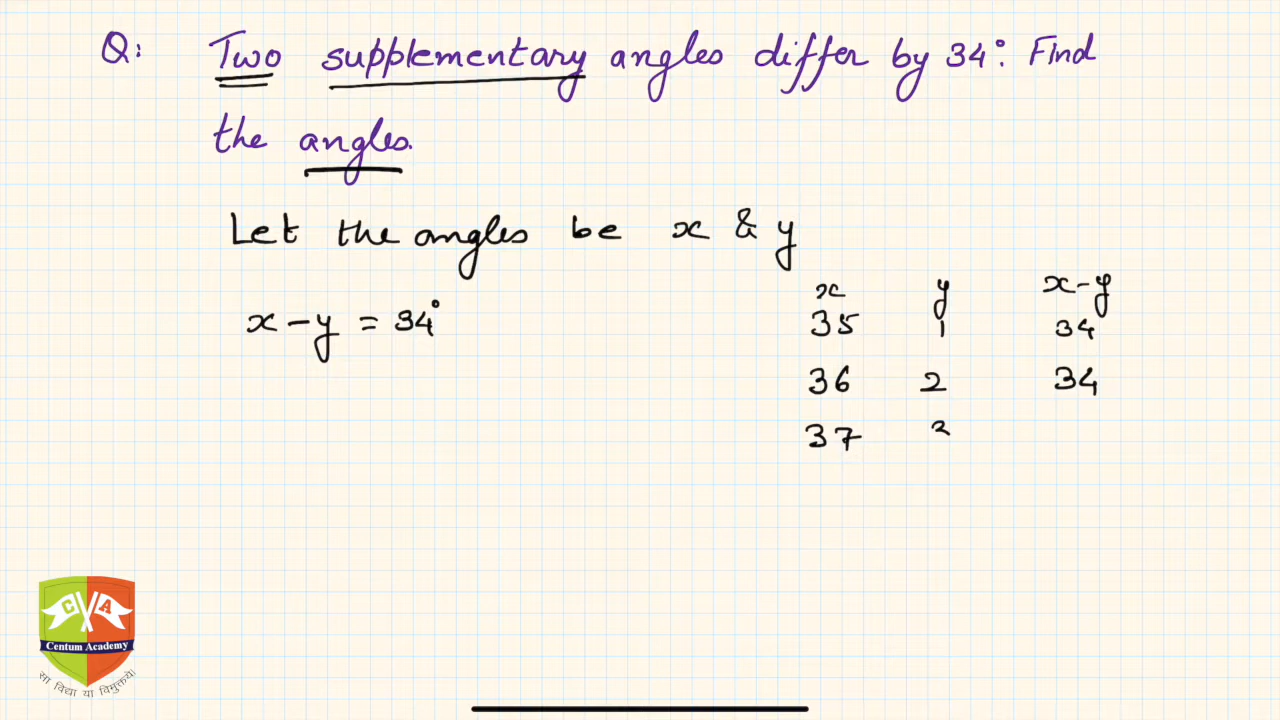 Q: Two supplementary angles differ by 34°. Find
the angles.
Let the angles be x & y
x - y = 34°
x y x-y
35 1 34
36 2 34
37 3
C A
Centum Academy
सा विद्या या विमुक्तये।